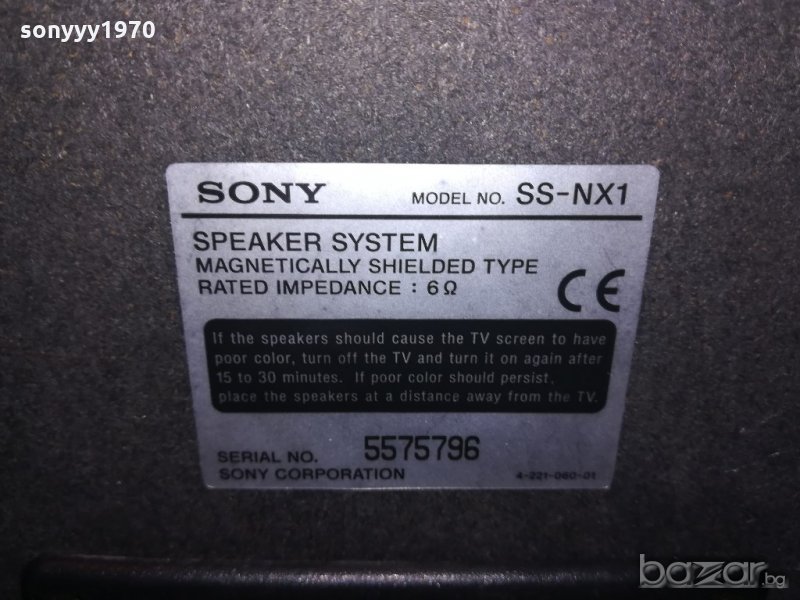 sonyyy1970
SONY MODEL NO. SS-NX1
SPEAKER SYSTEM
MAGNETICALLY SHIELDED TYPE
RATED IMPEDANCE : 6Ω
CE
If the speakers should cause the TV screen to have
poor color, turn off the TV and turn it on again after
15 to 30 minutes. If poor color should persist,
place the speakers at a distance away from the TV.
SERIAL NO. 5575796
SONY CORPORATION 4-221-060-01
bazar.bg